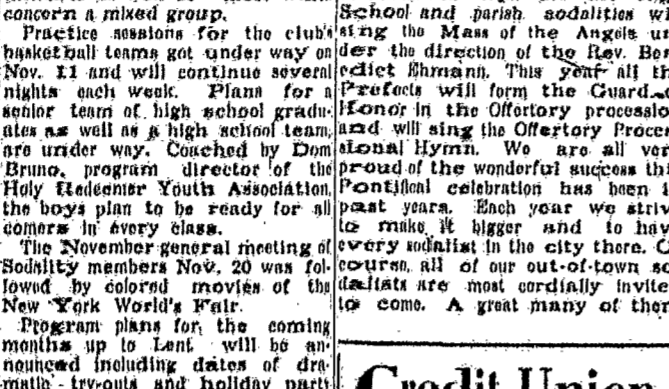 concern a mixed group.
Practice sessions for the club's
basketball teams got under way on
Nov. 11 and will continue several
nights each week. Plans for a
senior team of high school gradu-
ates as well as a high school team,
are under way. Coached by Dom
Bruno, program director of the
Holy Redeemer Youth Association,
the boys plan to be ready for all
comers in every class.
The November general meeting of
Sodality members Nov. 20 was fol-
lowed by colored movies of the
New York World's Fair.
Program plans for the coming
months up to Lent will be an-
nounced including dates of dra-
matic try-outs and holiday parti
School and parish sodalities wi
sing the Mass of the Angels un
der the direction of the Rev. Ben
edict Ehmann. This year all th
Prefects will form the Guard
Honor in the Offertory processio
and will sing the Offertory Proces
sional Hymn. We are all ver
proud of the wonderful success thi
Pontifical celebration has been i
past years. Each year we striv
to make it bigger and to hav
every sodalist in the city there. O
course, all of our out-of-town so
dalists are most cordially invite
to come. A great many of them
Credit Union